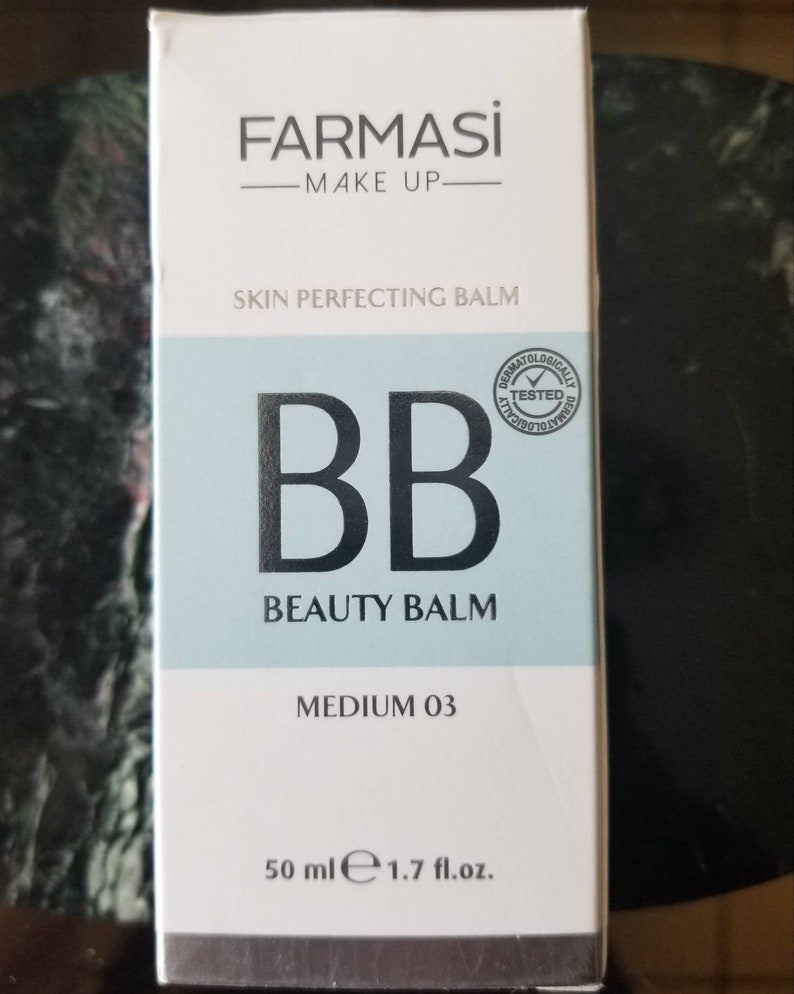 FARMASİ
MAKE UP
SKIN PERFECTING BALM
BB
DERMATOLOGICALLY
TESTED
DERMATOLOGICALLY
BEAUTY BALM
MEDIUM 03
50 ml ℮ 1.7 fl.oz.